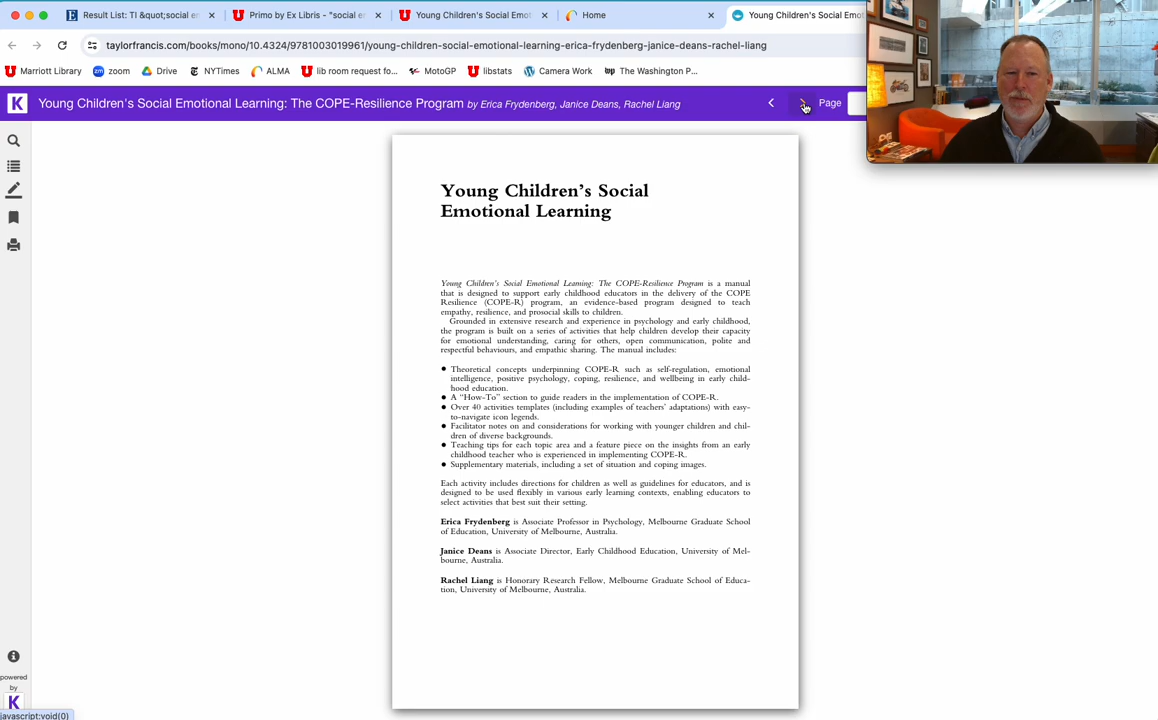 Result List: TI &quot;social e
Primo by Ex Libris - "social e
Young Children's Social Emot
Home
Young Children's Social Emot
taylorfrancis.com/books/mono/10.4324/9781003019961/young-children-social-emotional-learning-erica-frydenberg-janice-deans-rachel-liang
Marriott Library
zoom
Drive
NYTimes
ALMA
lib room request fo...
MotoGP
libstats
Camera Work
The Washington P...
K Young Children's Social Emotional Learning: The COPE-Resilience Program by Erica Frydenberg, Janice Deans, Rachel Liang
Page
Young Children's Social
Emotional Learning
Young Children's Social Emotional Learning: The COPE-Resilience Program is a manual
that is designed to support early childhood educators in the delivery of the COPE
Resilience (COPE-R) program, an evidence-based program designed to teach
empathy, resilience, and prosocial skills to children.
Grounded in extensive research and experience in psychology and early childhood,
the program is built on a series of activities that help children develop their capacity
for emotional understanding, caring for others, open communication, polite and
respectful behaviours, and empathic sharing. The manual includes:
● Theoretical concepts underpinning COPE-R such as self-regulation, emotional
intelligence, positive psychology, coping, resilience, and wellbeing in early child-
hood education.
● A "How-To" section to guide readers in the implementation of COPE-R.
● Over 40 activities templates (including examples of teachers' adaptations) with easy-
to-navigate icon legends.
● Facilitator notes on and considerations for working with younger children and chil-
dren of diverse backgrounds.
● Teaching tips for each topic area and a feature piece on the insights from an early
childhood teacher who is experienced in implementing COPE-R.
● Supplementary materials, including a set of situation and coping images.
Each activity includes directions for children as well as guidelines for educators, and is
designed to be used flexibly in various early learning contexts, enabling educators to
select activities that best suit their setting.
Erica Frydenberg is Associate Professor in Psychology, Melbourne Graduate School
of Education, University of Melbourne, Australia.
Janice Deans is Associate Director, Early Childhood Education, University of Mel-
bourne, Australia.
Rachel Liang is Honorary Research Fellow, Melbourne Graduate School of Educa-
tion, University of Melbourne, Australia.
powered
by
K
javascript:void(0)